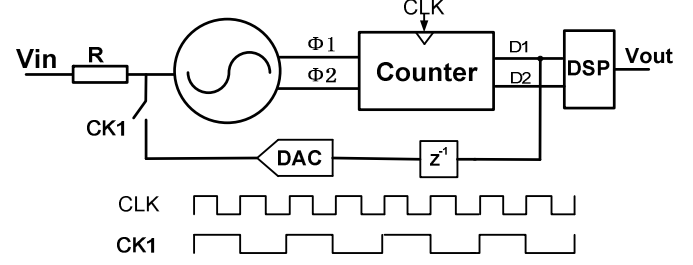 CLK
Vin
R
Φ1
Φ2
Counter
D1
D2
DSP
Vout
CK1
DAC
z⁻¹
CLK
CK1